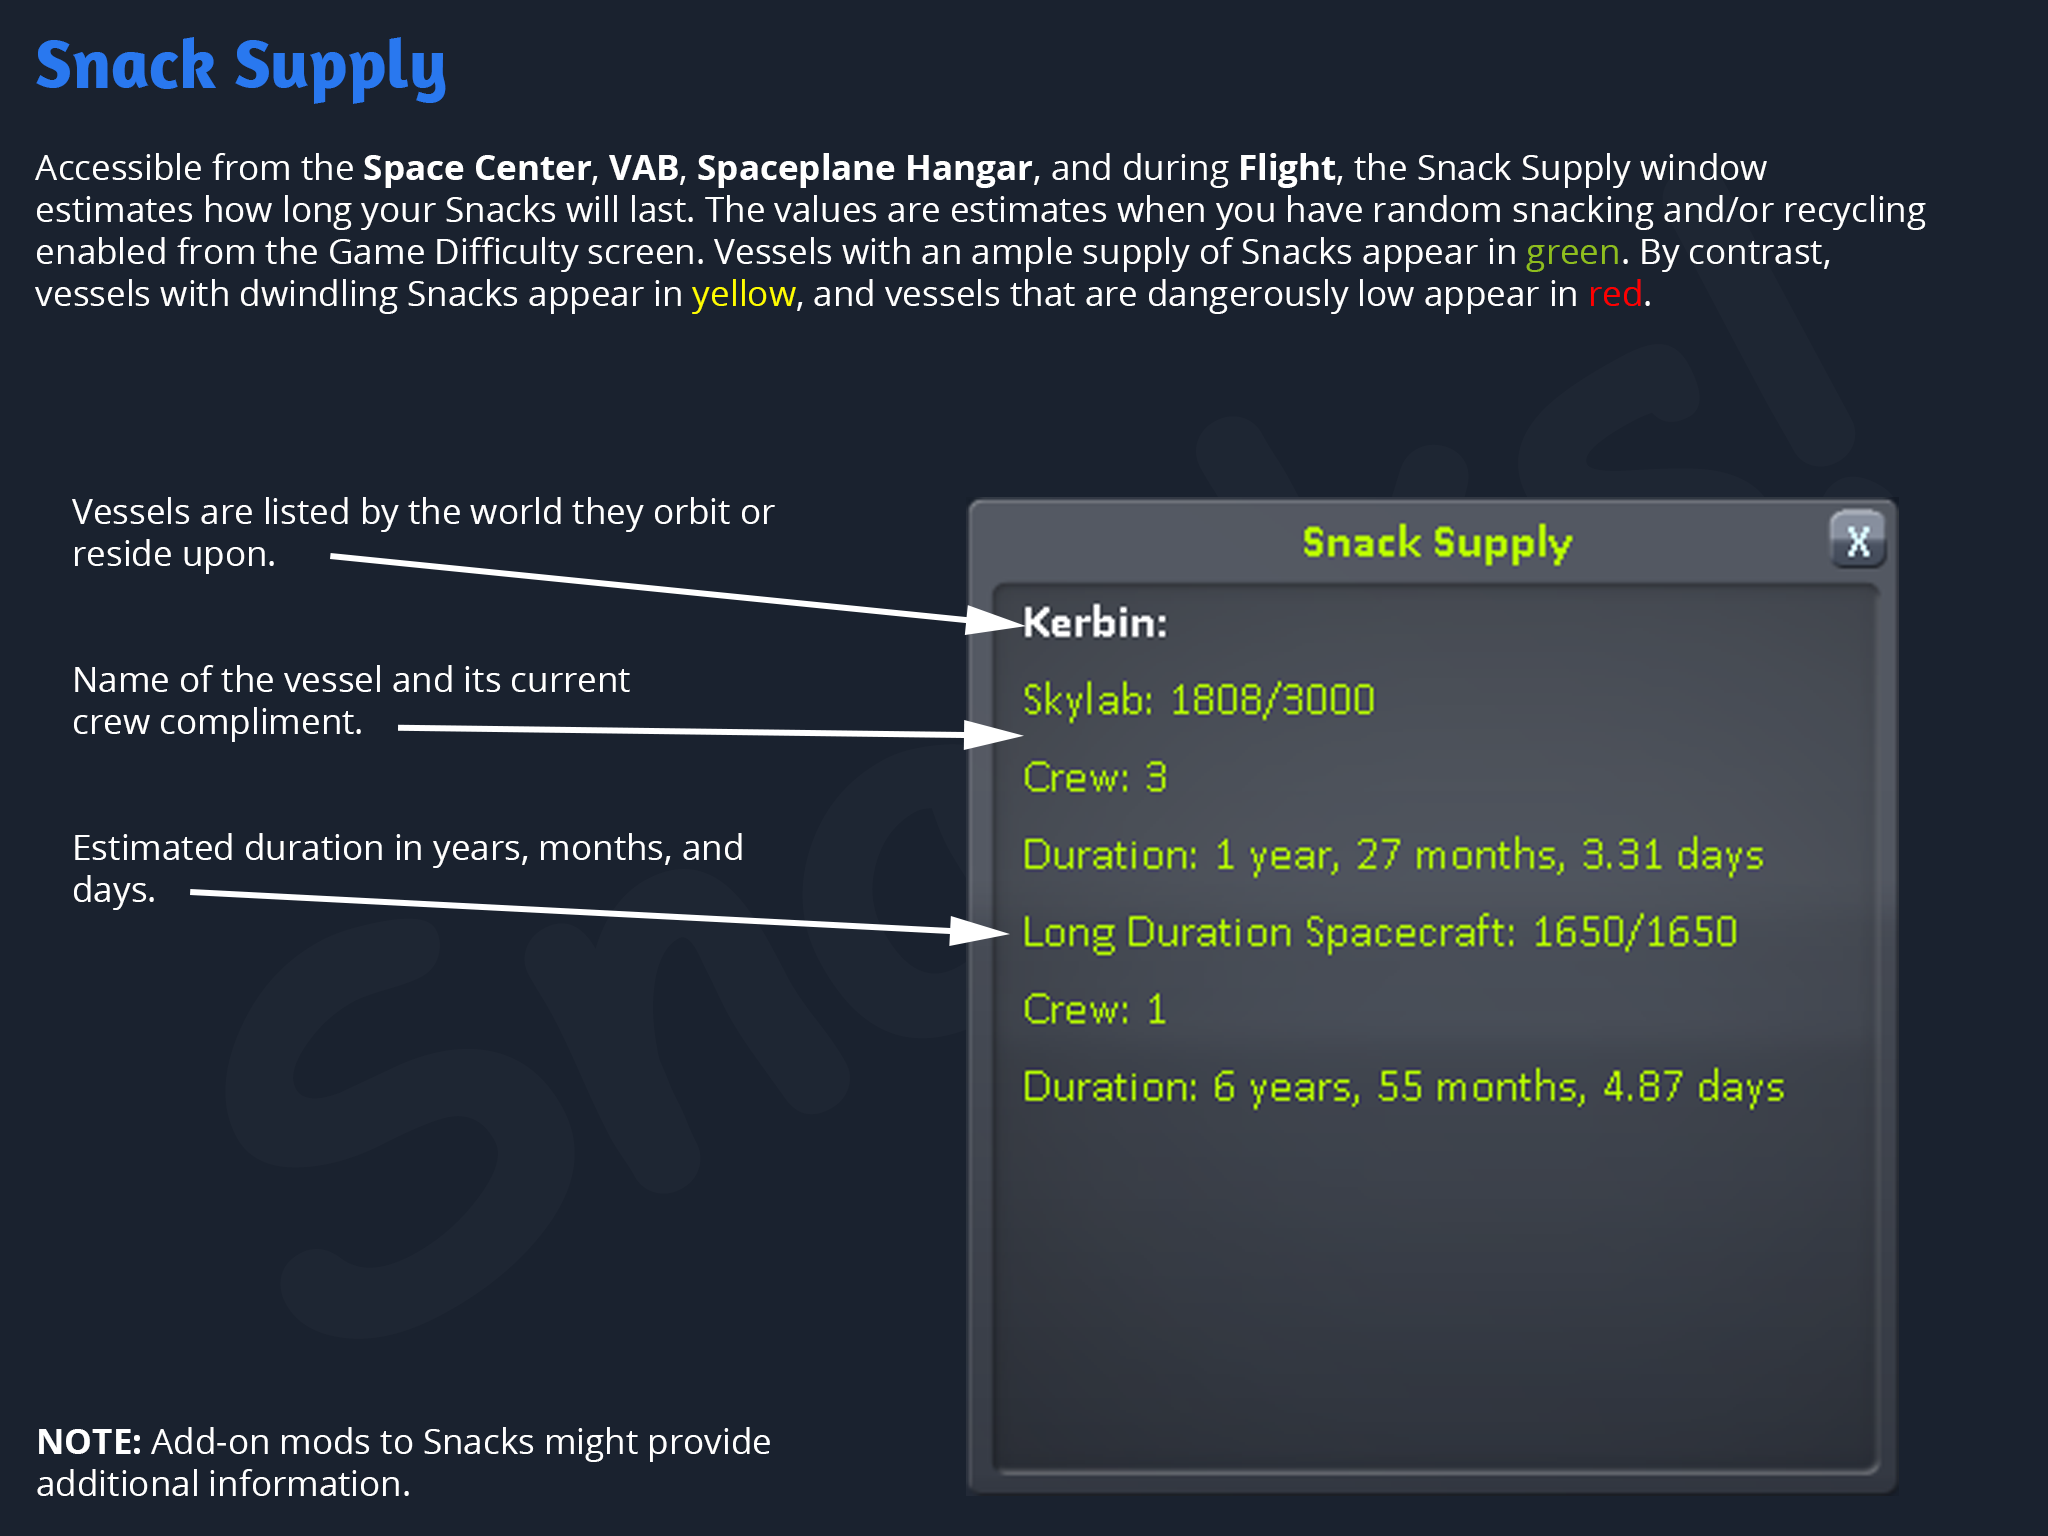 Snack Supply
Accessible from the Space Center, VAB, Spaceplane Hangar, and during Flight, the Snack Supply window
estimates how long your Snacks will last. The values are estimates when you have random snacking and/or recycling
enabled from the Game Difficulty screen. Vessels with an ample supply of Snacks appear in green. By contrast,
vessels with dwindling Snacks appear in yellow, and vessels that are dangerously low appear in red.
Vessels are listed by the world they orbit or
reside upon.
Name of the vessel and its current
crew compliment.
Estimated duration in years, months, and
days.
Snack Supply
X
Kerbin:
Skylab: 1808/3000
Crew: 3
Duration: 1 year, 27 months, 3.31 days
Long Duration Spacecraft: 1650/1650
Crew: 1
Duration: 6 years, 55 months, 4.87 days
NOTE: Add-on mods to Snacks might provide
additional information.
Snacks!